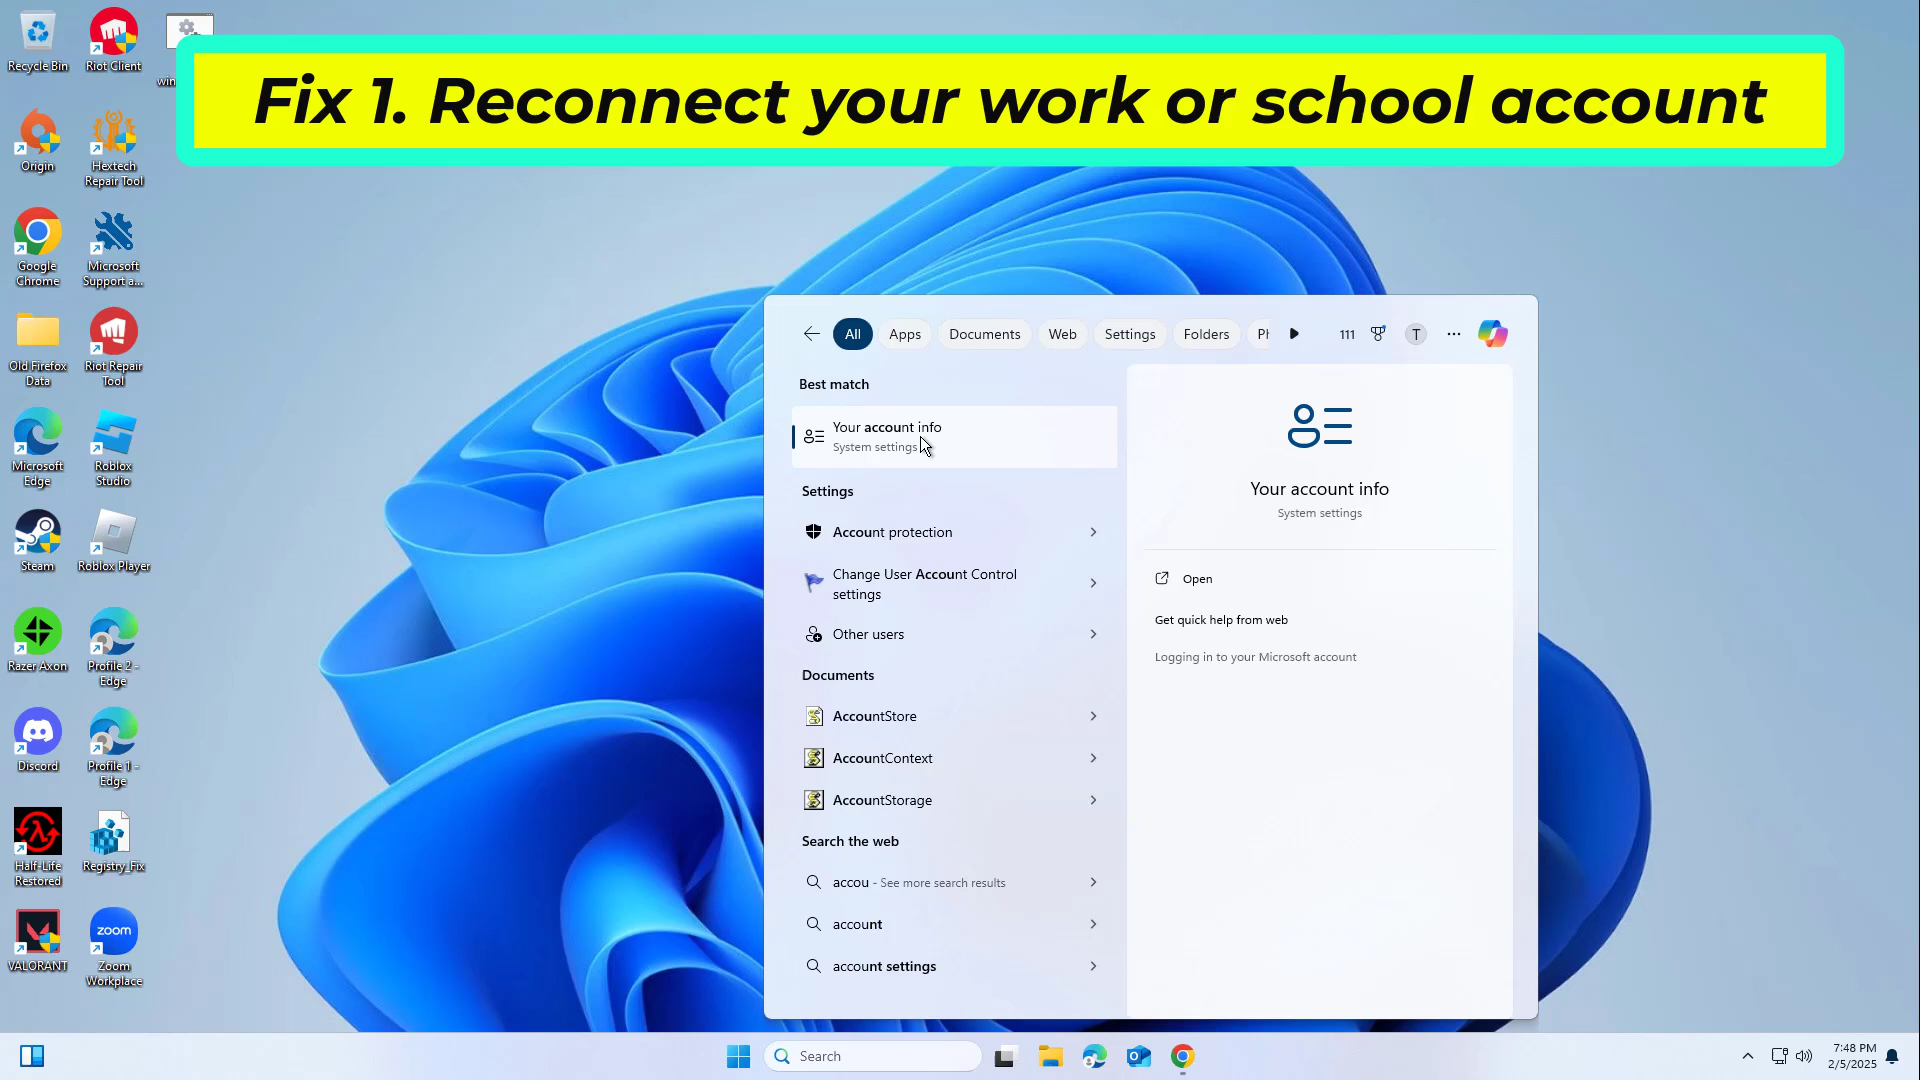 Fix 1. Reconnect your work or school account
Recycle Bin
Riot Client
win
Origin
Hextech
Repair Tool
Google
Chrome
Microsoft
Support a...
Old Firefox
Data
Riot Repair
Tool
Microsoft
Edge
Roblox
Studio
Steam
Roblox Player
Razer Axon
Profile 2 -
Edge
Discord
Profile 1 -
Edge
Half-Life
Restored
Registry_Fix
VALORANT
zoom
Zoom
Workplace
All
Apps
Documents
Web
Settings
Folders
Ph
111
T
Best match
Your account info
System settings
Settings
Account protection
Change User Account Control
settings
Other users
Documents
AccountStore
AccountContext
AccountStorage
Search the web
accou - See more search results
account
account settings
Your account info
System settings
Open
Get quick help from web
Logging in to your Microsoft account
Search
7:48 PM
2/5/2025